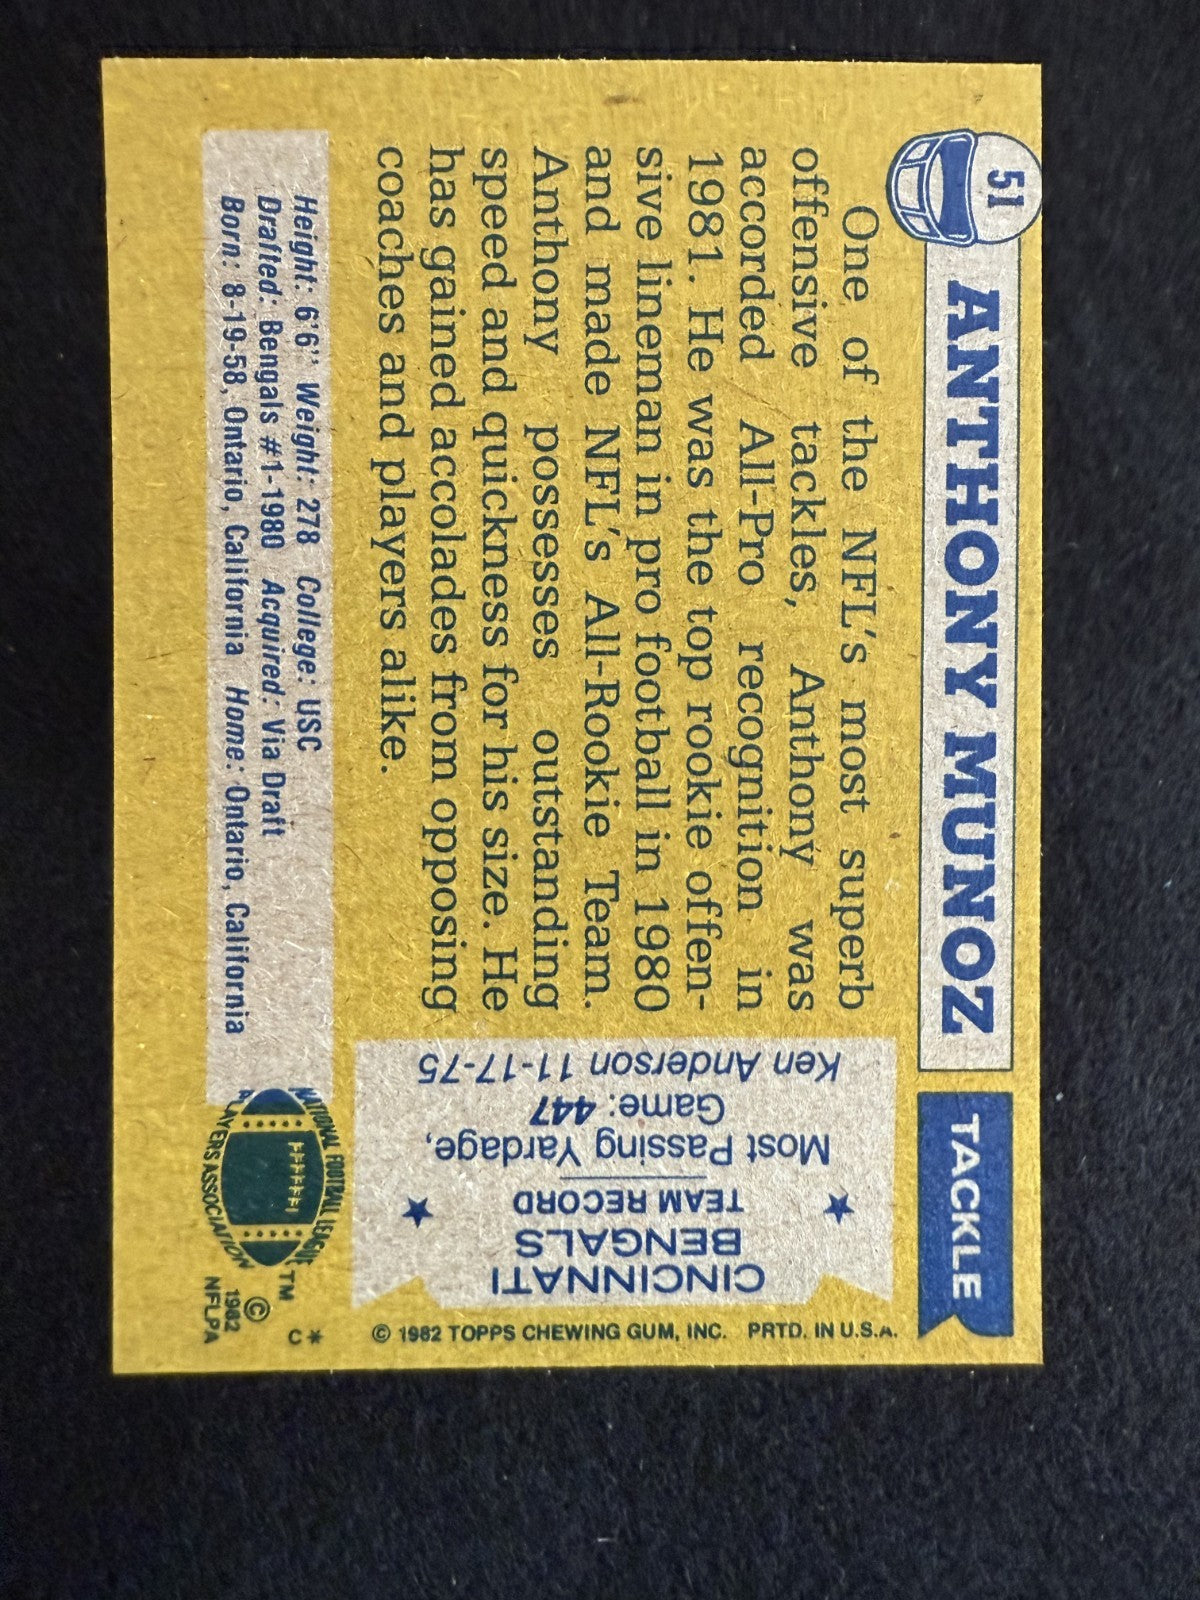 51
ANTHONY MUNOZ
TACKLE
One of the NFL's most superb
offensive tackles, Anthony was
accorded All-Pro recognition in
1981. He was the top rookie offen-
sive lineman in pro football in 1980
and made NFL's All-Rookie Team.
Anthony possesses outstanding
speed and quickness for his size. He
has gained accolades from opposing
coaches and players alike.
CINCINNATI
BENGALS
TEAM RECORD
Most Passing Yardage,
Game: 447
Ken Anderson 11-17-75
Height: 6'6" Weight: 278 College: USC
Drafted: Bengals #1-1980 Acquired: Via Draft
Born: 8-19-58, Ontario, California Home: Ontario, California
NATIONAL FOOTBALL LEAGUE
PLAYERS ASSOCIATION
TM
©
1982
NFLPA
C*
© 1982 TOPPS CHEWING GUM, INC. PRTD. IN U.S.A.